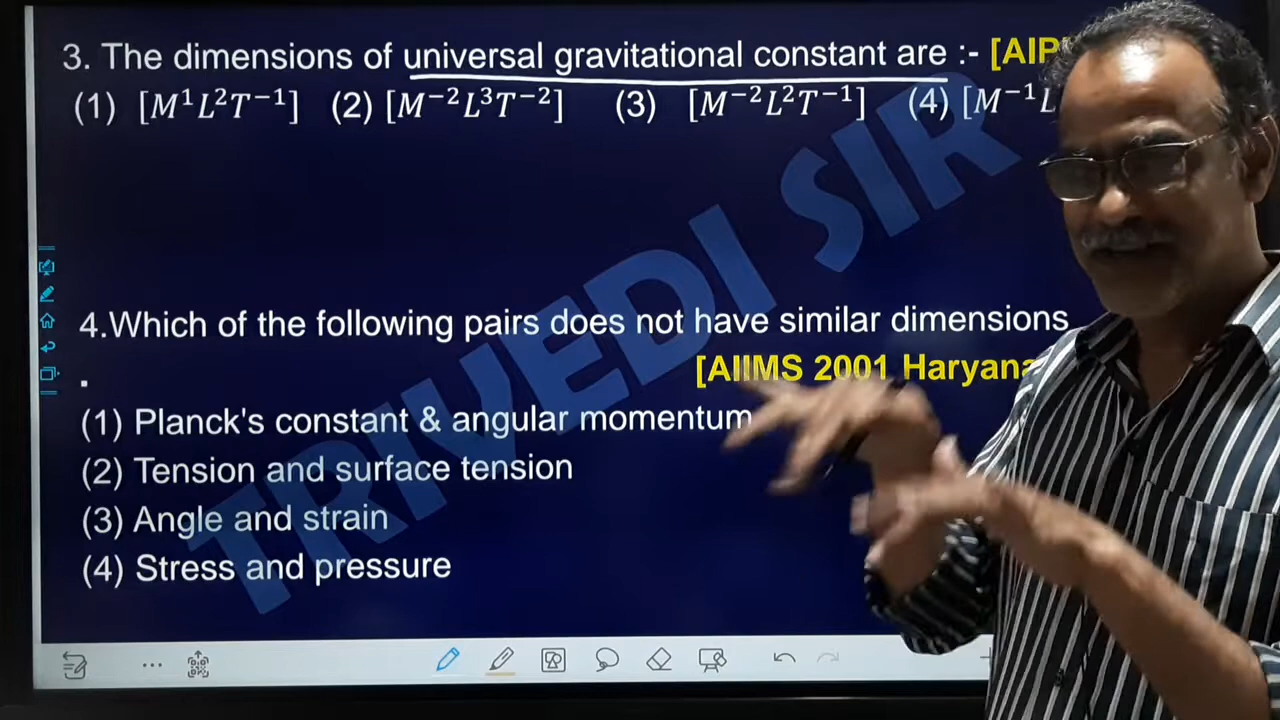 3. The dimensions of universal gravitational constant are :- [AIP
(1) [M¹L²T⁻¹] (2) [M⁻²L³T⁻²] (3) [M⁻²L²T⁻¹] (4) [M⁻¹L
4.Which of the following pairs does not have similar dimensions
.
[AIIMS 2001 Haryana
(1) Planck's constant & angular momentum
(2) Tension and surface tension
(3) Angle and strain
(4) Stress and pressure
TRIVEDI SIR